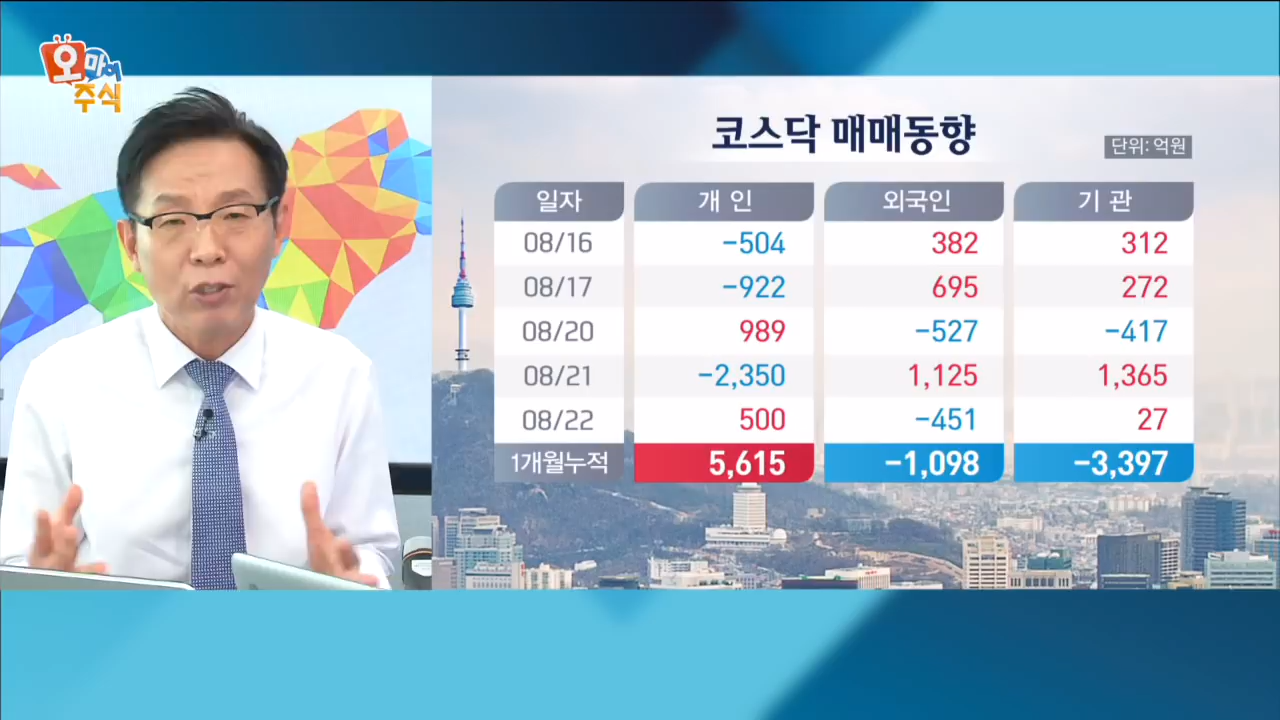 오마이
주식
코스닥 매매동향
단위: 억원
일자 개인 외국인 기관
08/16 -504 382 312
08/17 -922 695 272
08/20 989 -527 -417
08/21 -2,350 1,125 1,365
08/22 500 -451 27
1개월누적 5,615 -1,098 -3,397